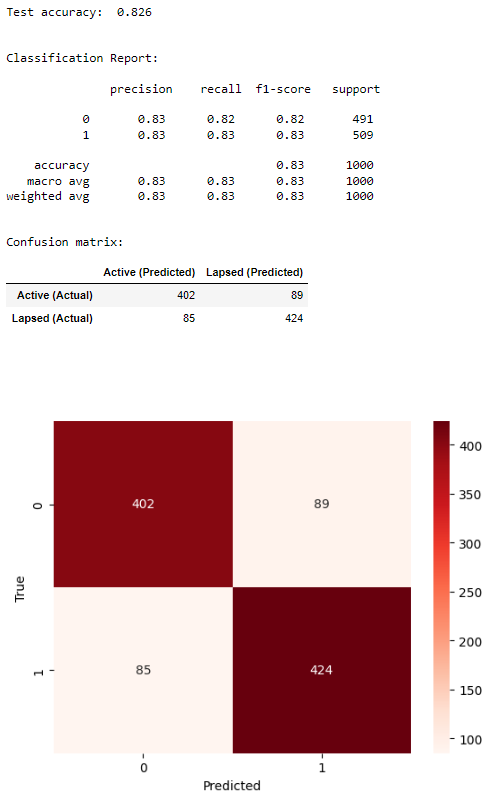 Test accuracy:  0.826
Classification Report:
precision    recall  f1-score   support
0       0.83      0.82      0.82       491
1       0.83      0.83      0.83       509
accuracy                           0.83      1000
macro avg       0.83      0.83      0.83      1000
weighted avg       0.83      0.83      0.83      1000
Confusion matrix:
Active (Predicted) Lapsed (Predicted)
Active (Actual) 402 89
Lapsed (Actual) 85 424
400
402 89
0
350
300
True
250
200
85 424
1
150
100
0 1
Predicted